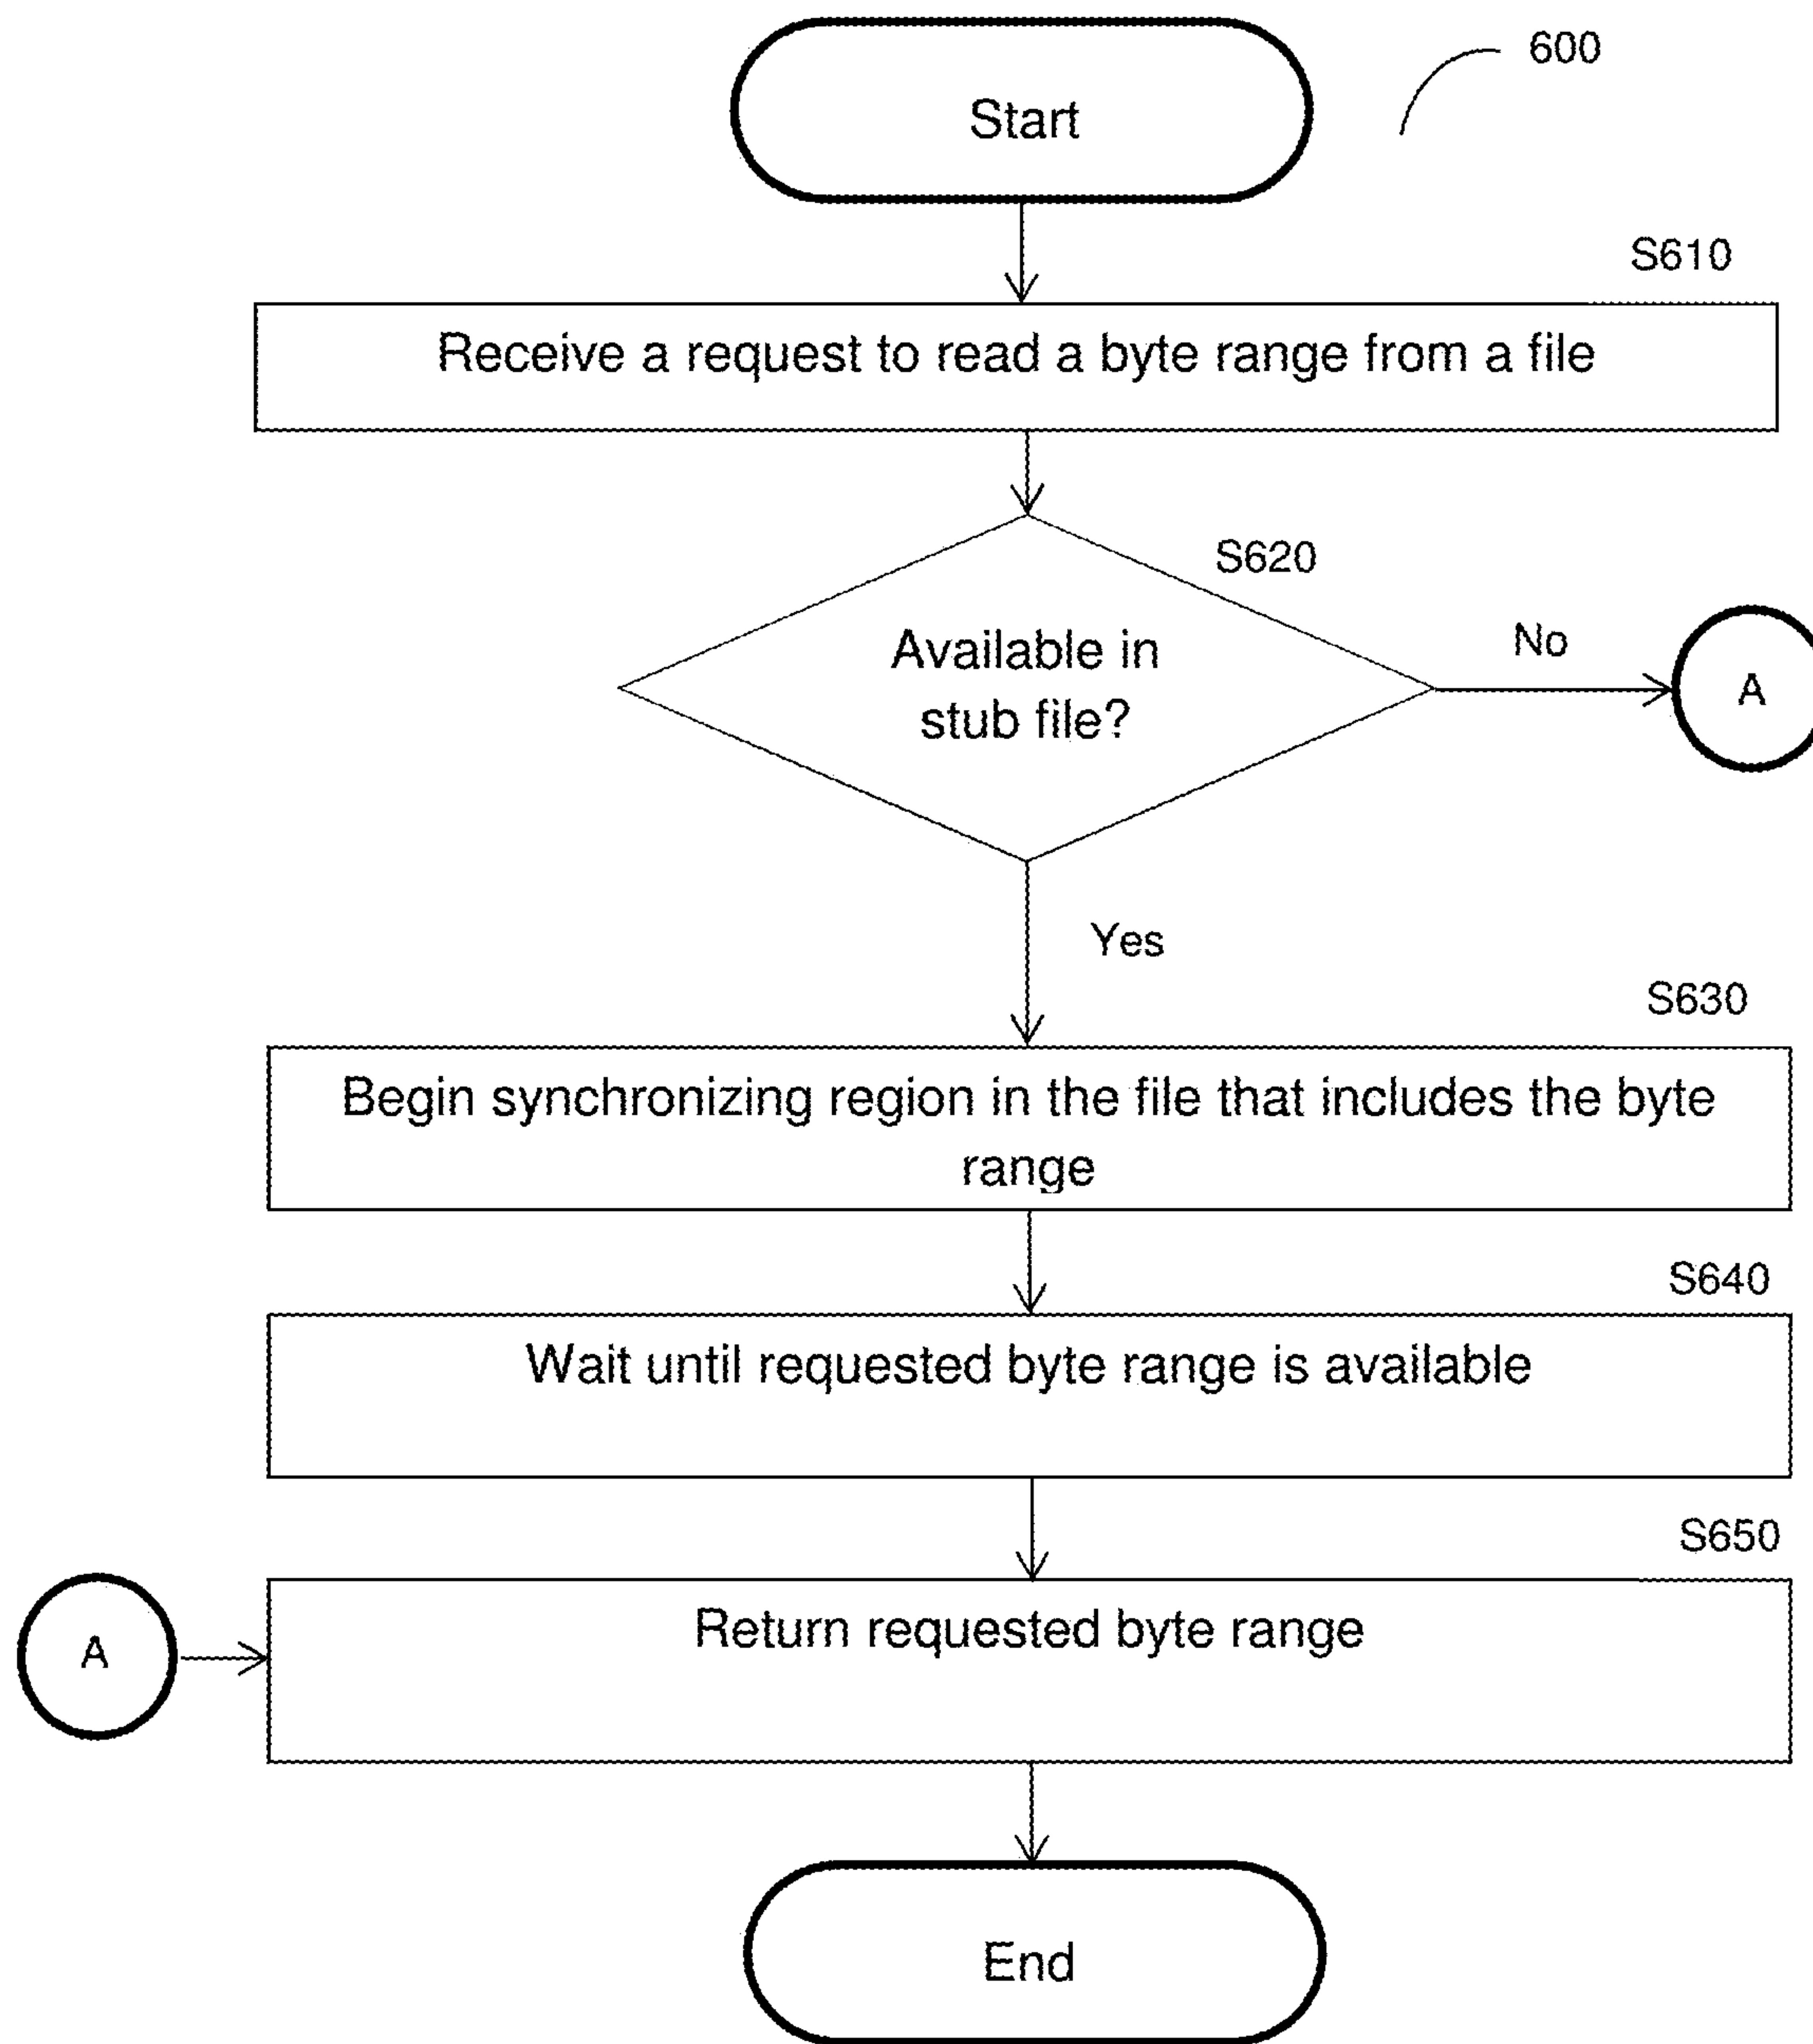 600
Start
S610
Receive a request to read a byte range from a file
S620
Available in
stub file?
No
A
Yes
S630
Begin synchronizing region in the file that includes the byte
range
S640
Wait until requested byte range is available
S650
A
Return requested byte range
End